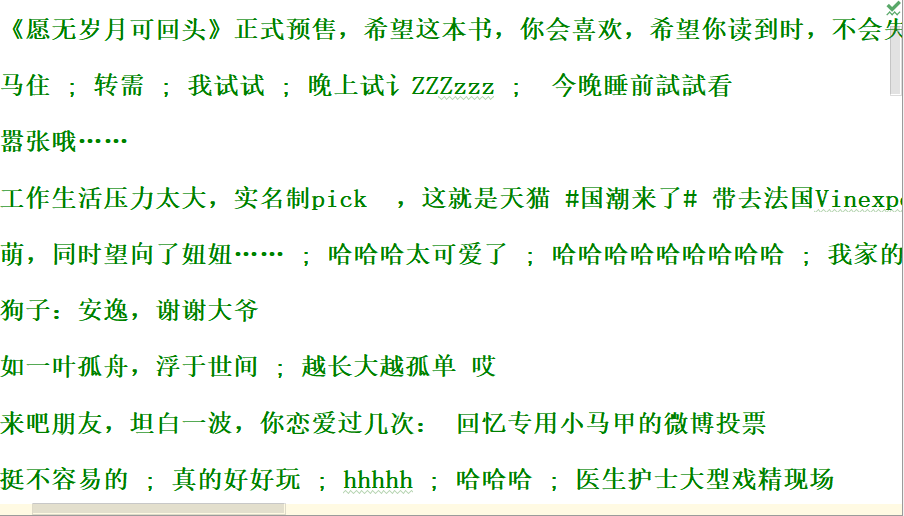 《愿无岁月可回头》正式预售，希望这本书，你会喜欢，希望你读到时，不会失
马住 ; 转需 ; 我试试 ; 晚上试讠ZZZzzz ;  今晚睡前試試看
嚣张哦……
工作生活压力太大，实名制pick  ，这就是天猫 #国潮来了# 带去法国Vinexpo
萌，同时望向了妞妞…… ; 哈哈哈太可爱了 ; 哈哈哈哈哈哈哈哈哈 ; 我家的
狗子：安逸，谢谢大爷
如一叶孤舟，浮于世间 ; 越长大越孤单 哎
来吧朋友，坦白一波，你恋爱过几次： 回忆专用小马甲的微博投票
挺不容易的 ; 真的好好玩 ; hhhhh ; 哈哈哈 ; 医生护士大型戏精现场